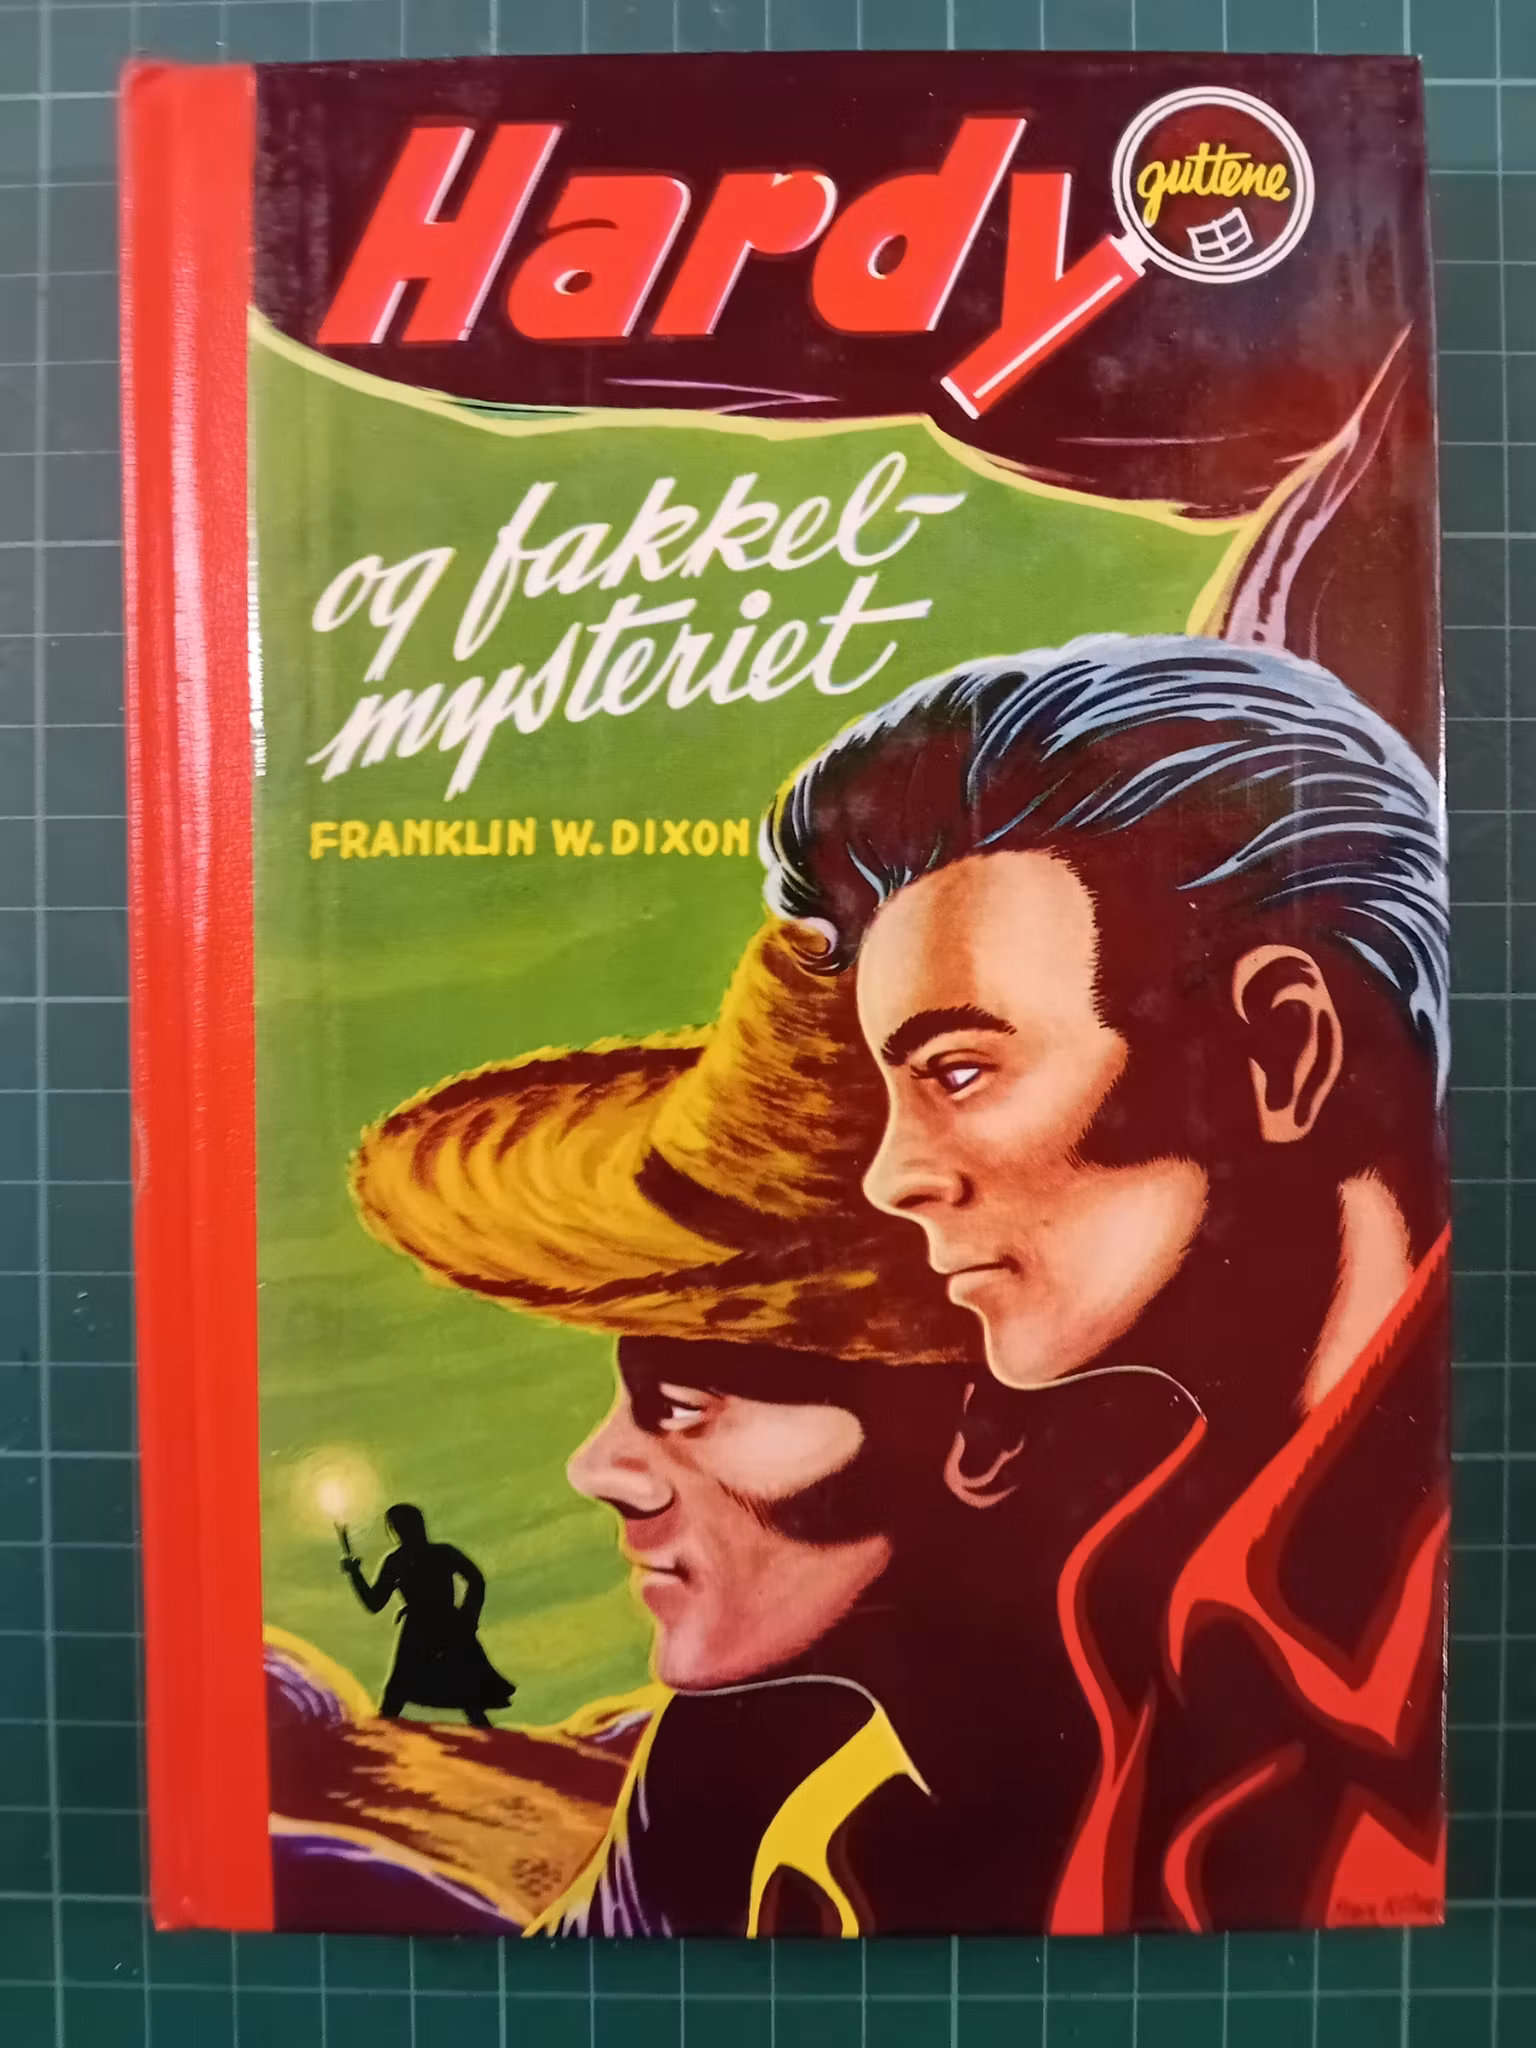 Hardy
guttene
og fakkel-
mysteriet
FRANKLIN W. DIXON